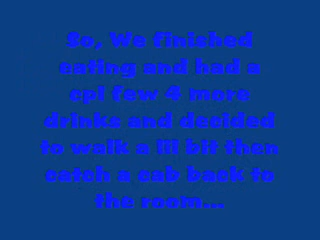 So, We finished
eating and had a
cpl few 4 more
drinks and decided
to walk a lil bit then
catch a cab back to
the room...